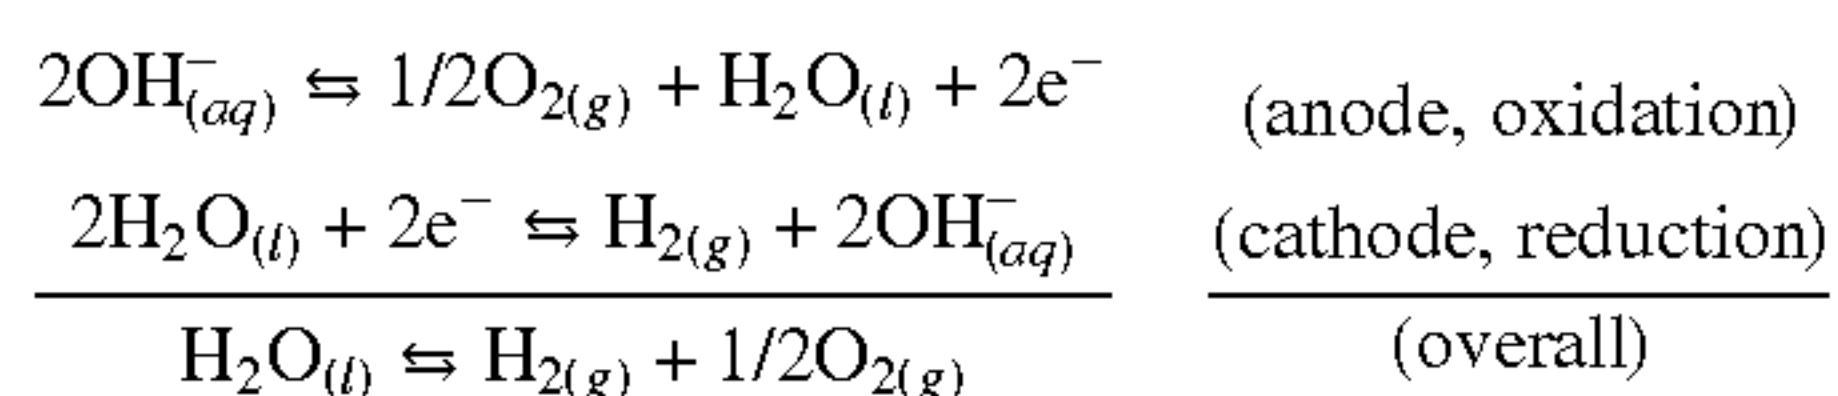 2OH⁻(aq) ⇆ 1/2O₂(g) + H₂O(l) + 2e⁻ (anode, oxidation)
2H₂O(l) + 2e⁻ ⇆ H₂(g) + 2OH⁻(aq) (cathode, reduction)
H₂O(l) ⇆ H₂(g) + 1/2O₂(g) (overall)